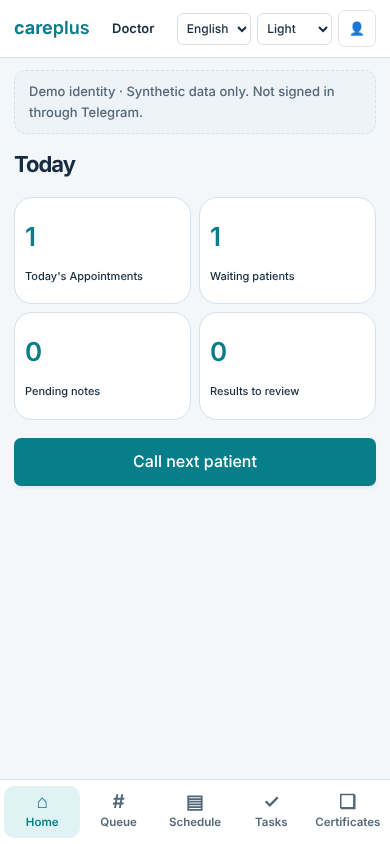 careplus
Doctor
English
Light
Demo identity · Synthetic data only. Not signed in
through Telegram.
Today
1
Today's Appointments
1
Waiting patients
0
Pending notes
0
Results to review
Call next patient
#
Home
Queue
Schedule
Tasks
Certificates